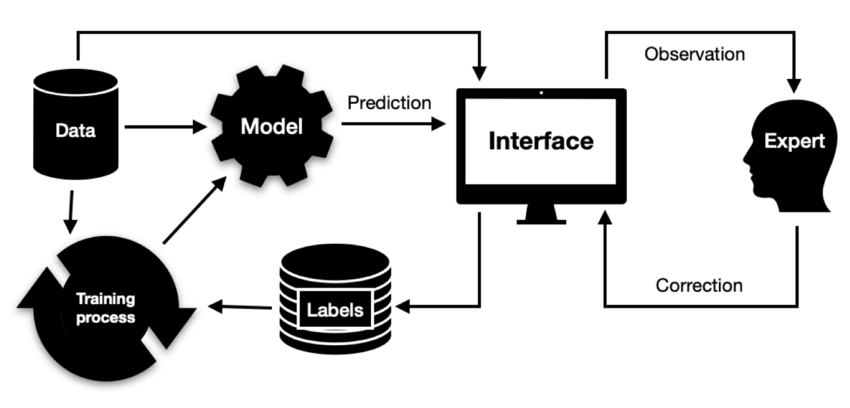 Observation
Data
Model
Prediction
Interface
Expert
Training
process
Labels
Correction